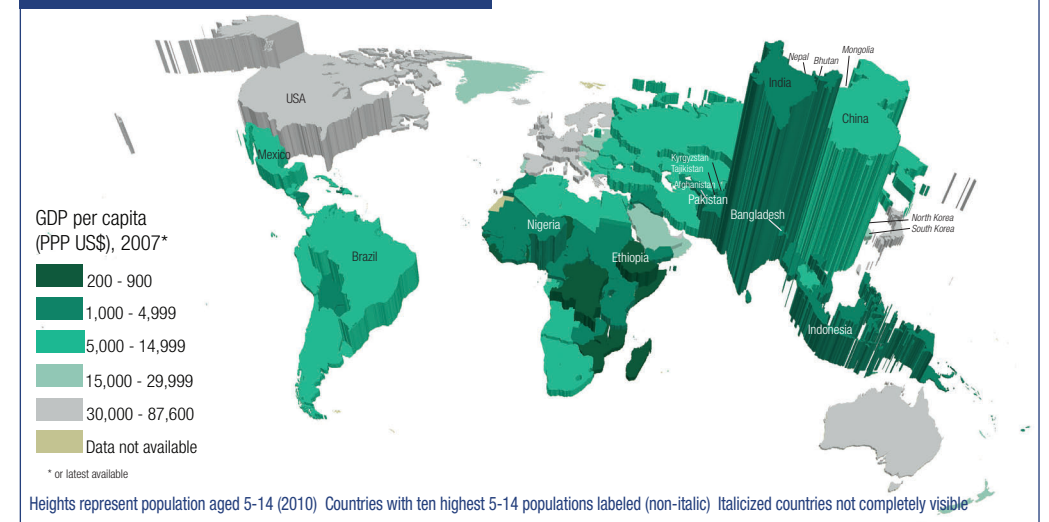 Nepal
Bhutan
Mongolia
India
USA
China
Mexico
Kyrgyzstan
Tajikistan
Afghanistan
Pakistan
Bangladesh
North Korea
South Korea
Nigeria
Ethiopia
Brazil
Indonesia
GDP per capita
(PPP US$), 2007*
200 - 900
1,000 - 4,999
5,000 - 14,999
15,000 - 29,999
30,000 - 87,600
Data not available
* or latest available
Heights represent population aged 5-14 (2010) Countries with ten highest 5-14 populations labeled (non-italic) Italicized countries not completely visible